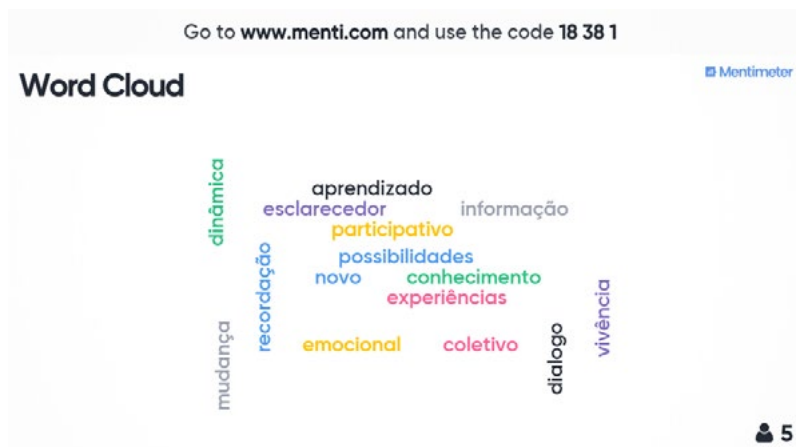 Go to www.menti.com and use the code 18 38 1
Mentimeter
Word Cloud
dinâmica
aprendizado
esclarecedor
informação
participativo
recordação
possibilidades
novo
conhecimento
experiências
vivência
mudança
emocional
coletivo
dialogo
5